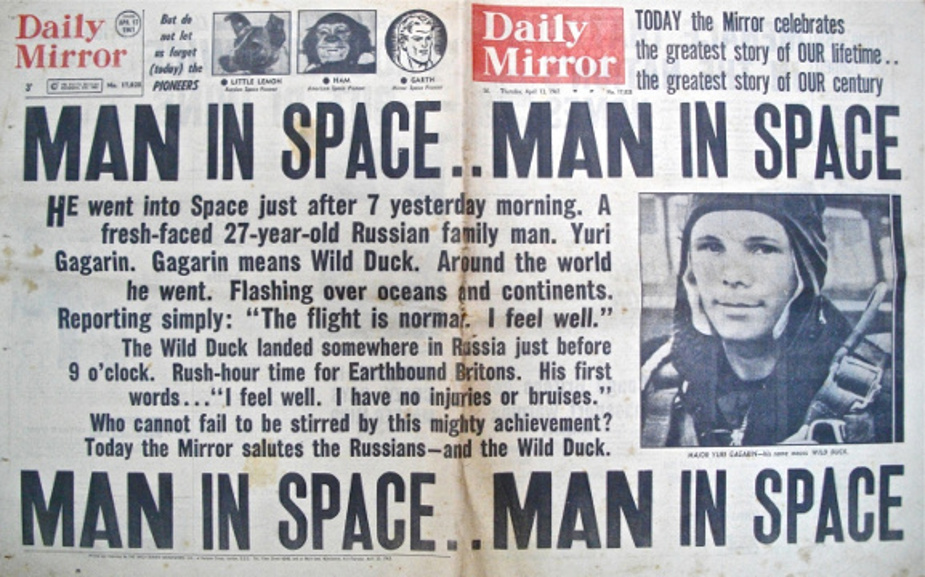 Daily
Mirror
APR. 13
1961
3ᴰ
No. 17,835
But do
not let
us forget
(today) the
PIONEERS
● LITTLE LEMON
Russian Space Pioneer
● HAM
American Space Pioneer
● GARTH
Mirror Space Pioneer
Daily
Mirror
Thursday, April 13, 1961
TODAY the Mirror celebrates
the greatest story of OUR lifetime..
the greatest story of OUR century
MAN IN SPACE..MAN IN SPACE
HE went into Space just after 7 yesterday morning. A
fresh-faced 27-year-old Russian family man. Yuri
Gagarin. Gagarin means Wild Duck. Around the world
he went. Flashing over oceans and continents.
Reporting simply: “The flight is normal. I feel well.”
The Wild Duck landed somewhere in Russia just before
9 o'clock. Rush-hour time for Earthbound Britons. His first
words...“I feel well. I have no injuries or bruises.”
Who cannot fail to be stirred by this mighty achievement?
Today the Mirror salutes the Russians—and the Wild Duck.
MAJOR YURI GAGARIN—his name means WILD DUCK.
MAN IN SPACE..MAN IN SPACE